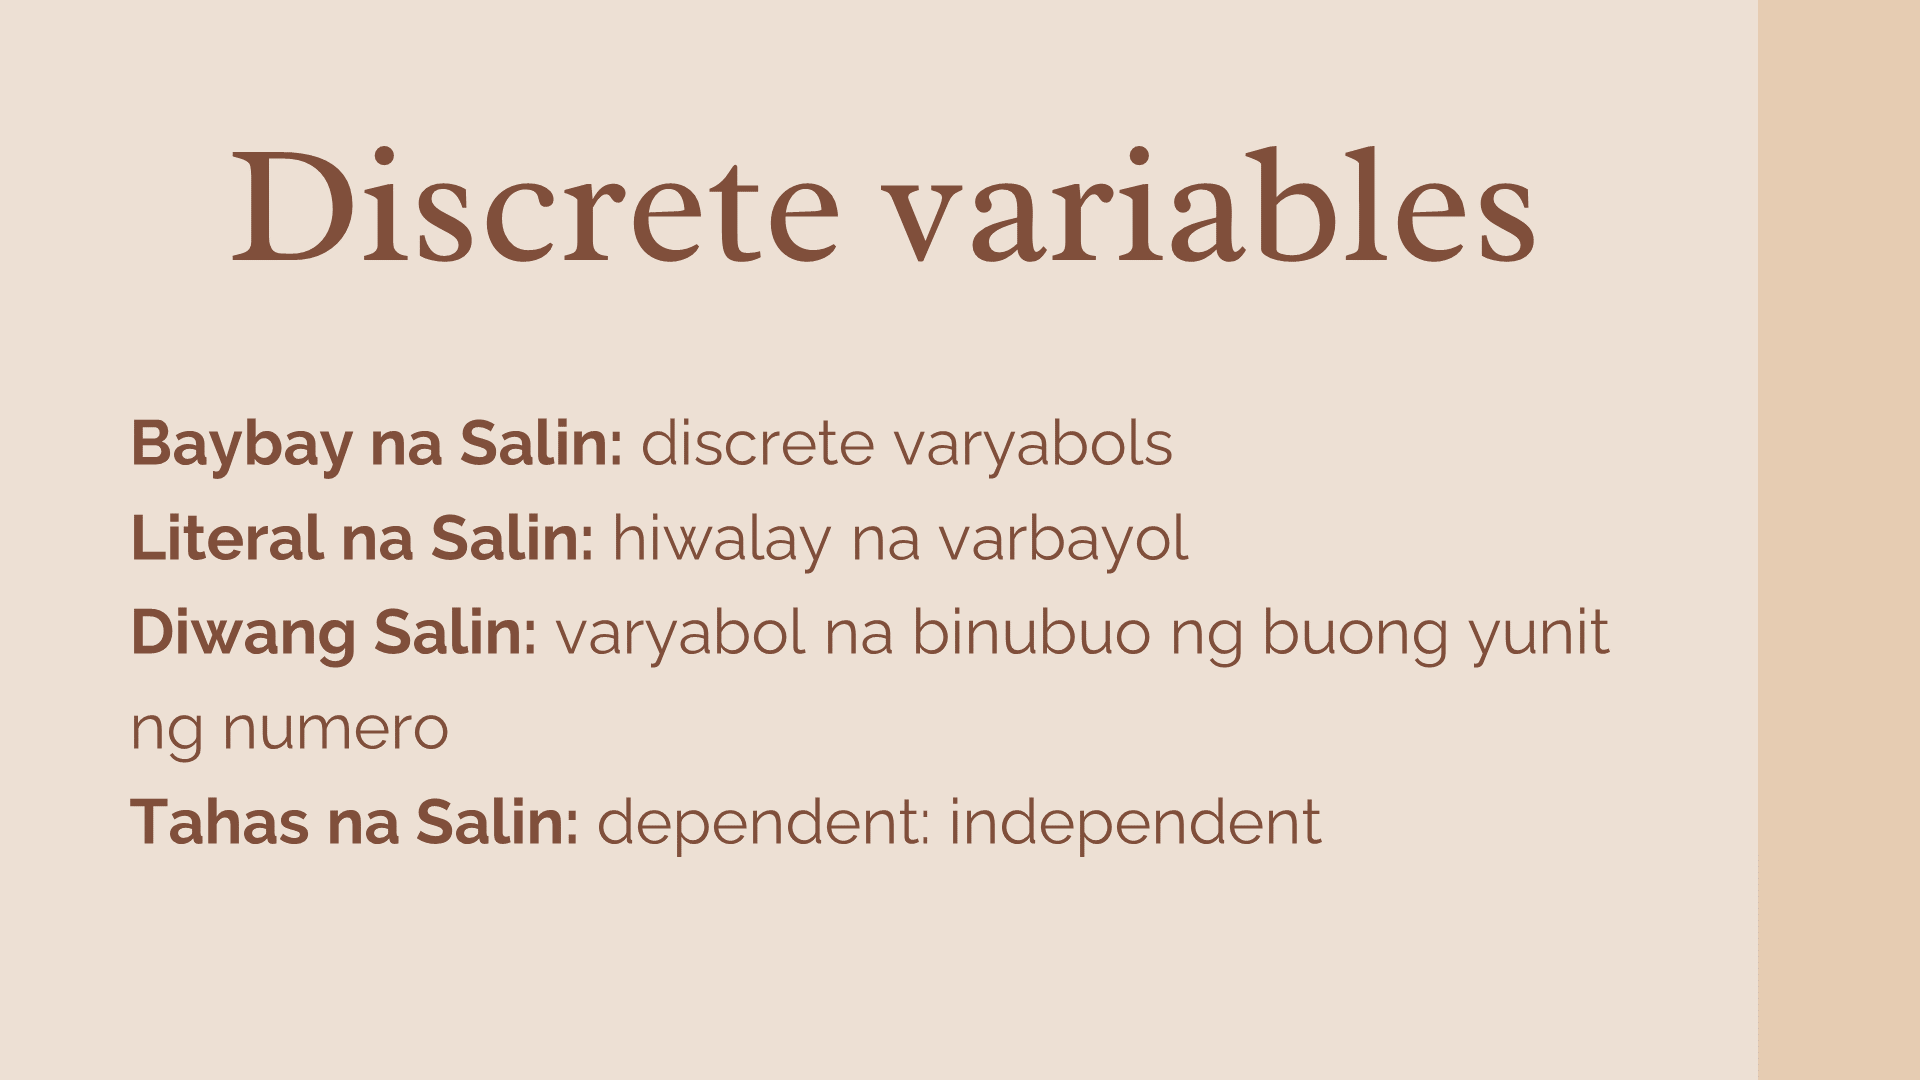 Discrete variables
Baybay na Salin: discrete varyabols
Literal na Salin: hiwalay na varbayol
Diwang Salin: varyabol na binubuo ng buong yunit
ng numero
Tahas na Salin: dependent: independent